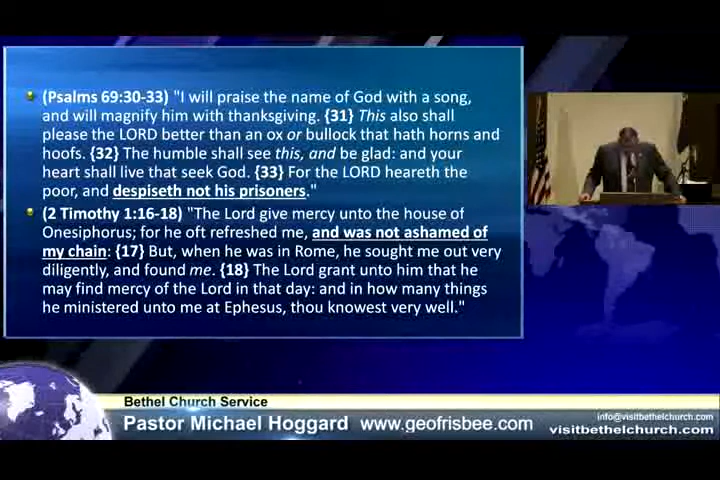 (Psalms 69:30-33) "I will praise the name of God with a song,
and will magnify him with thanksgiving. {31} This also shall
please the LORD better than an ox or bullock that hath horns and
hoofs. {32} The humble shall see this, and be glad: and your
heart shall live that seek God. {33} For the LORD heareth the
poor, and despiseth not his prisoners."
(2 Timothy 1:16-18) "The Lord give mercy unto the house of
Onesiphorus; for he oft refreshed me, and was not ashamed of
my chain: {17} But, when he was in Rome, he sought me out very
diligently, and found me. {18} The Lord grant unto him that he
may find mercy of the Lord in that day: and in how many things
he ministered unto me at Ephesus, thou knowest very well."
Bethel Church Service
Pastor Michael Hoggard www.geofrisbee.com
info@visitbethelchurch.com
visitbethelchurch.com